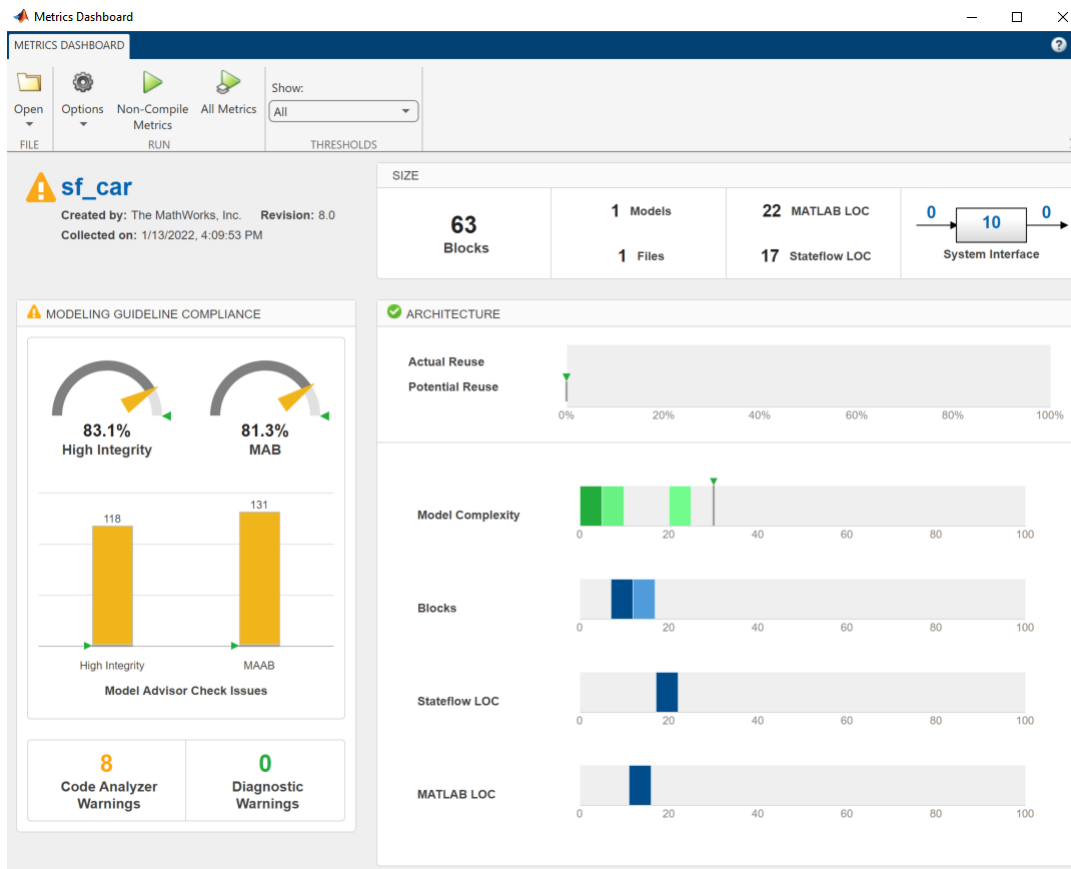 Metrics Dashboard
METRICS DASHBOARD
?
Open
Options
Non-Compile
Metrics
All Metrics
Show:
All
FILE
RUN
THRESHOLDS
sf_car
Created by: The MathWorks, Inc. Revision: 8.0
Collected on: 1/13/2022, 4:09:53 PM
SIZE
63
Blocks
1 Models
1 Files
22 MATLAB LOC
17 Stateflow LOC
0 10 0
System Interface
MODELING GUIDELINE COMPLIANCE
83.1%
High Integrity
81.3%
MAB
118
131
High Integrity
MAAB
Model Advisor Check Issues
8
Code Analyzer
Warnings
0
Diagnostic
Warnings
ARCHITECTURE
Actual Reuse
Potential Reuse
0% 20% 40% 60% 80% 100%
Model Complexity
0 20 40 60 80 100
Blocks
0 20 40 60 80 100
Stateflow LOC
0 20 40 60 80 100
MATLAB LOC
0 20 40 60 80 100